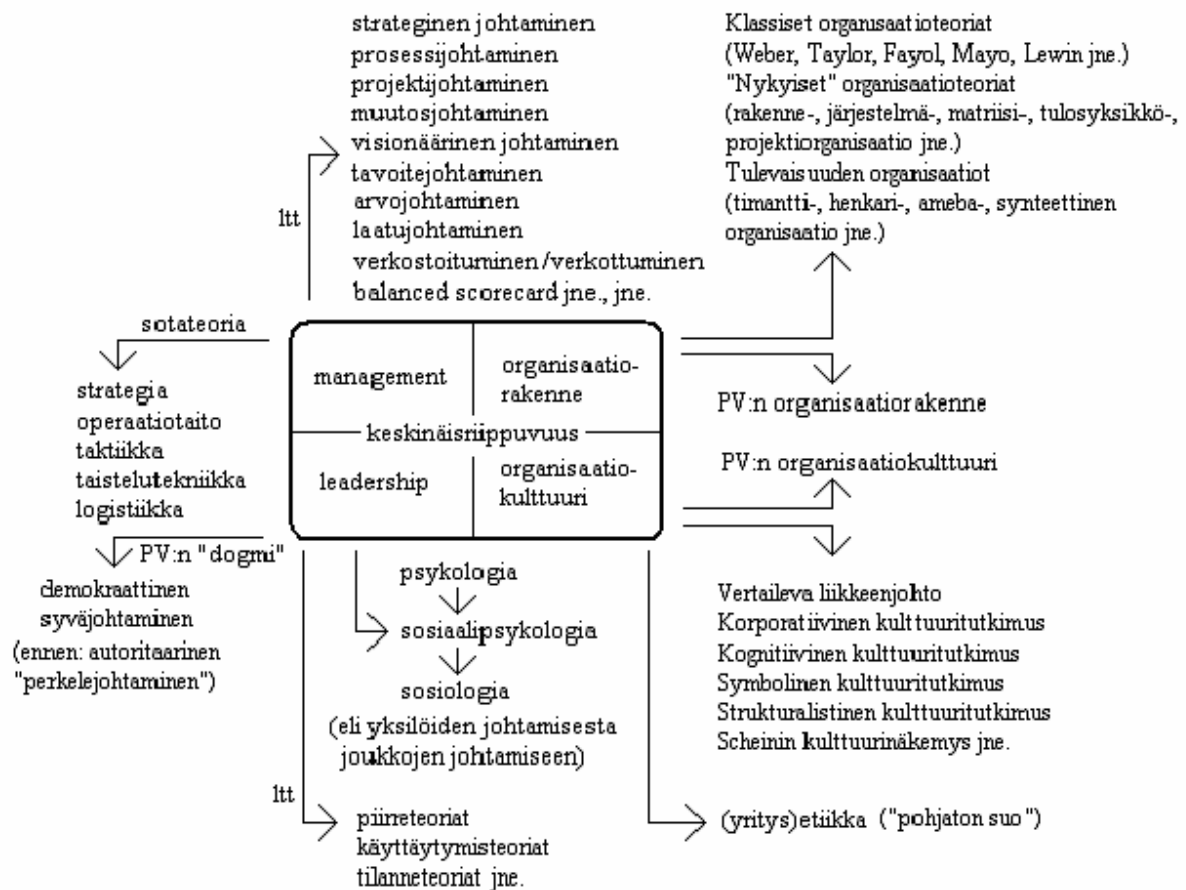 strateginen johtaminen
prosessijohtaminen
projektijohtaminen
muutosjohtaminen
visionäärinen johtaminen
tavoitejohtaminen
arvojohtaminen
laatujohtaminen
verkostoituminen/verkottuminen
balanced scorecard jne., jne.
ltt
Klassiset organisaatioteoriat
(Weber, Taylor, Fayol, Mayo, Lewin jne.)
"Nykyiset" organisaatioteoriat
(rakenne-, järjestelmä-, matriisi-, tulosyksikkö-,
projektiorganisaatio jne.)
Tulevaisuuden organisaatiot
(timantti-, henkari-, ameba-, synteettinen
organisaatio jne.)
sotateoria
strategia
operaatiotaito
taktiikka
taistelutekniikka
logistiikka
management
organisaatio-
rakenne
keskinäisriippuvuus
leadership
organisaatio-
kulttuuri
PV:n organisaatiorakenne
PV:n organisaatiokulttuuri
PV:n "dogmi"
demokraattinen
syväjohtaminen
(ennen: autoritaarinen
"perkelejohtaminen")
psykologia
sosiaalipsykologia
sosiologia
(eli yksilöiden johtamisesta
joukkojen johtamiseen)
Vertaileva liikkeenjohto
Korporatiivinen kulttuuritutkimus
Kognitiivinen kulttuuritutkimus
Symbolinen kulttuuritutkimus
Strukturalistinen kulttuuritutkimus
Scheinin kulttuurinäkemys jne.
ltt
piirreteoriat
käyttäytymisteoriat
tilanneteoriat jne.
(yritys)etiikka ("pohjaton suo")